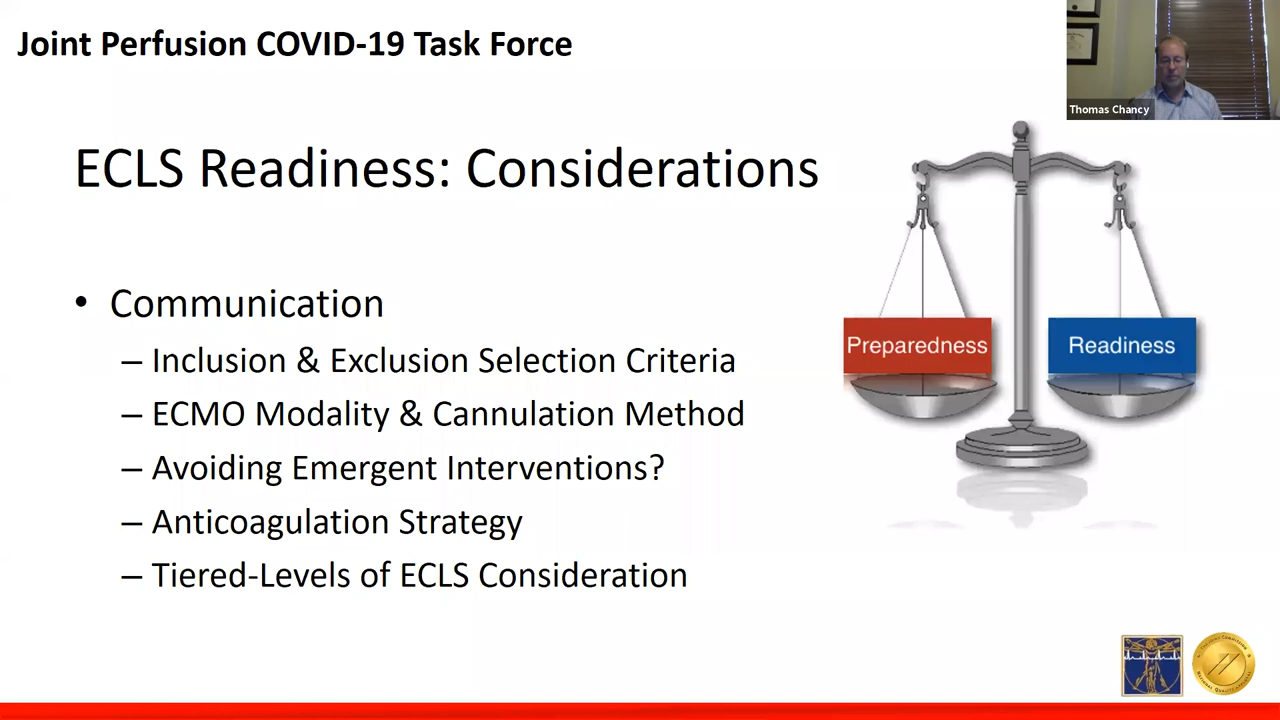 Joint Perfusion COVID-19 Task Force
Thomas Chancy
ECLS Readiness: Considerations
• Communication
– Inclusion & Exclusion Selection Criteria
– ECMO Modality & Cannulation Method
– Avoiding Emergent Interventions?
– Anticoagulation Strategy
– Tiered-Levels of ECLS Consideration
Preparedness
Readiness